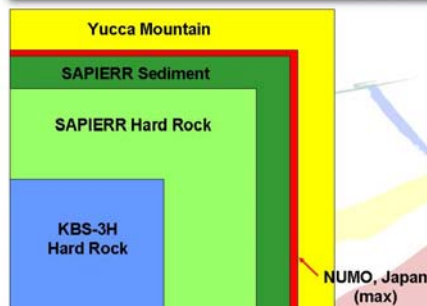 Yucca Mountain
SAPIERR Sediment
SAPIERR Hard Rock
KBS-3H
Hard Rock
NUMO, Japan
(max)